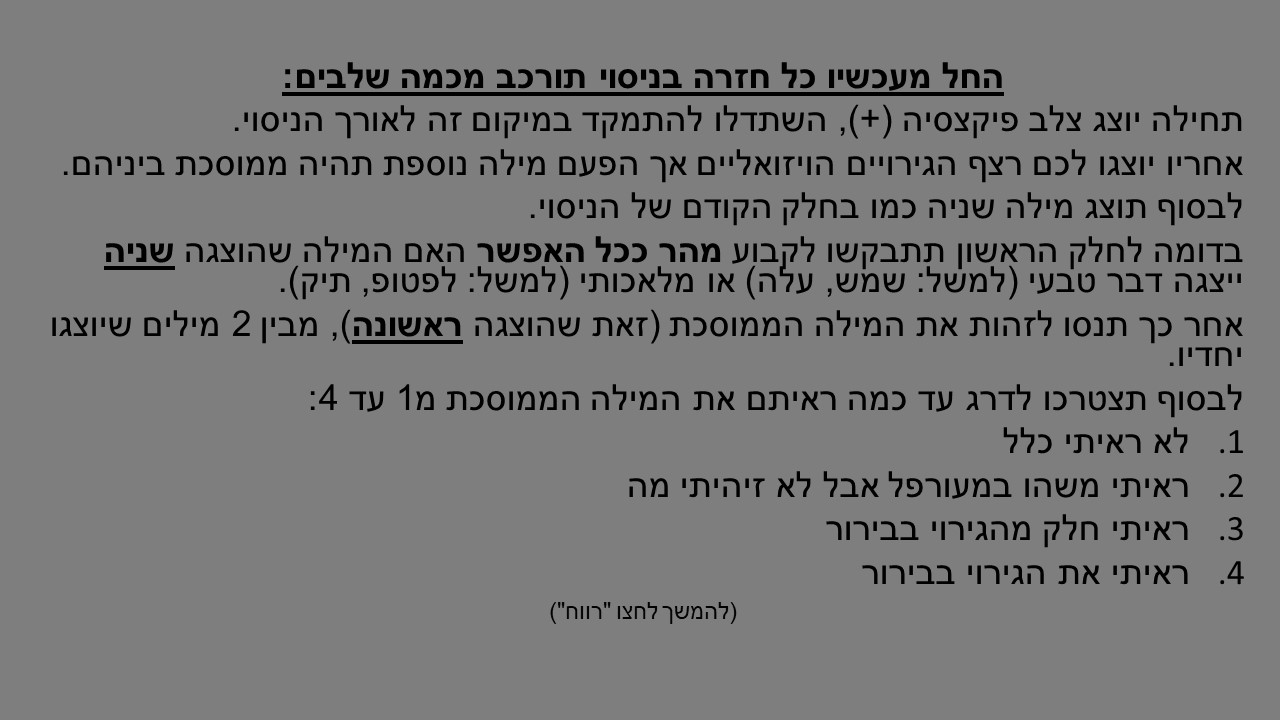 החל מעכשיו כל חזרה בניסוי תורכב מכמה שלבים:
תחילה יוצג צלב פיקצסיה (+), השתדלו להתמקד במיקום זה לאורך הניסוי.
אחריו יוצגו לכם רצף הגירויים הויזואליים אך הפעם מילה נוספת תהיה ממוסכת ביניהם.
לבסוף תוצג מילה שניה כמו בחלק הקודם של הניסוי.
בדומה לחלק הראשון תתבקשו לקבוע מהר ככל האפשר האם המילה שהוצגה שניה
ייצגה דבר טבעי (למשל: שמש, עלה) או מלאכותי (למשל: לפטופ, תיק).
אחר כך תנסו לזהות את המילה הממוסכת (זאת שהוצגה ראשונה), מבין 2 מילים שיוצגו
יחדיו.
לבסוף תצטרכו לדרג עד כמה ראיתם את המילה הממוסכת מ1 עד 4:
1. לא ראיתי כלל
2. ראיתי משהו במעורפל אבל לא זיהיתי מה
3. ראיתי חלק מהגירוי בבירור
4. ראיתי את הגירוי בבירור
(להמשך לחצו "רווח")